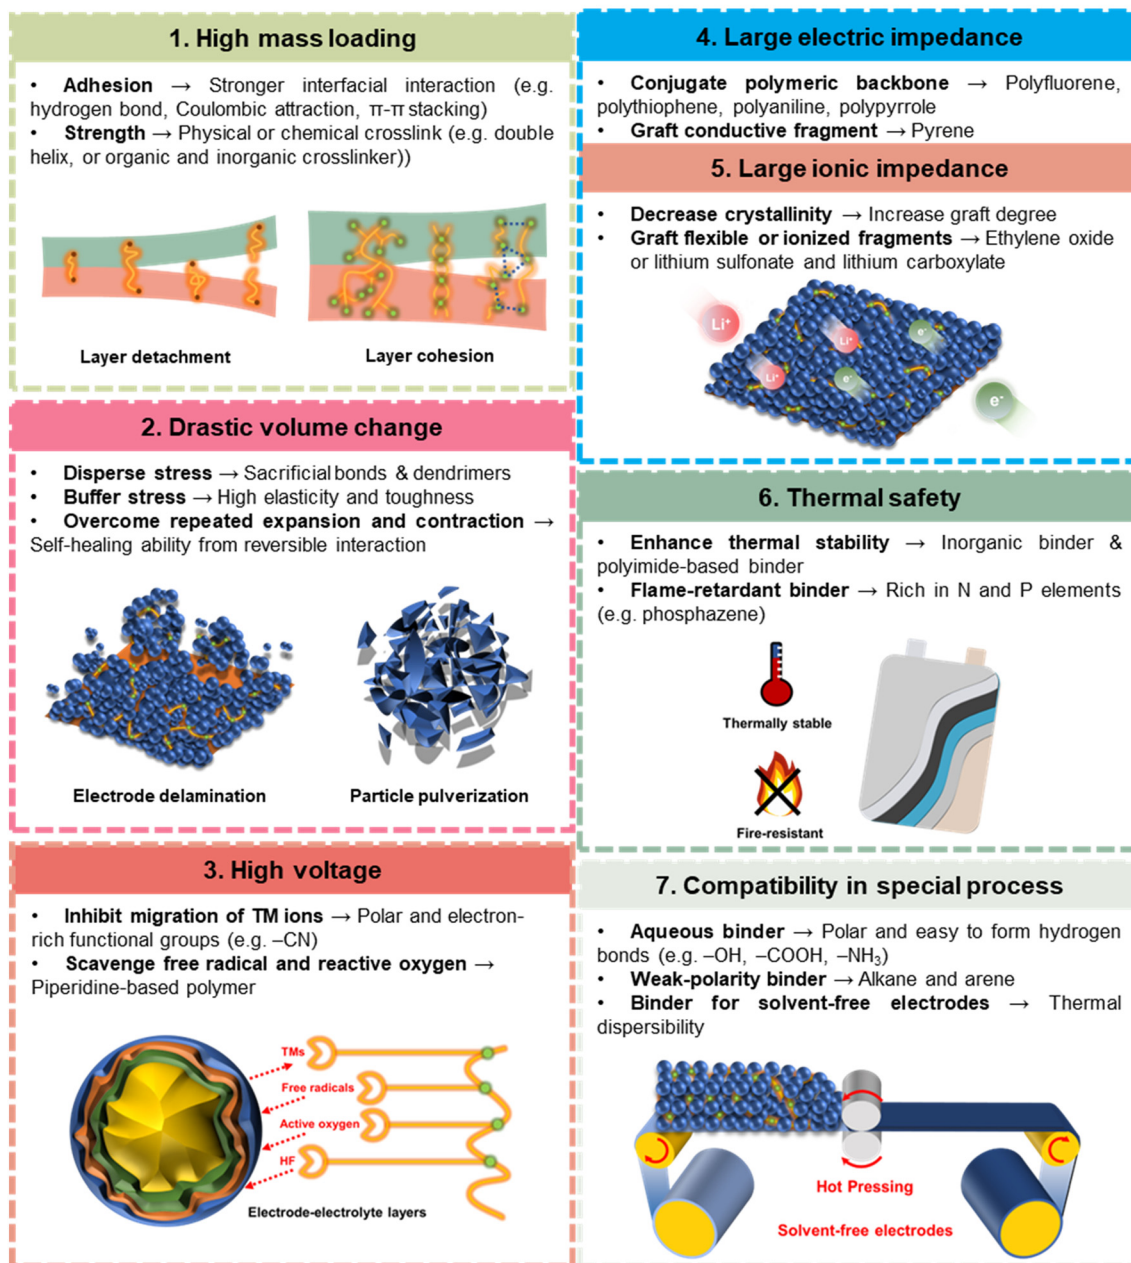 1. High mass loading
• Adhesion → Stronger interfacial interaction (e.g.
hydrogen bond, Coulombic attraction, π-π stacking)
• Strength → Physical or chemical crosslink (e.g. double
helix, or organic and inorganic crosslinker))
Layer detachment
Layer cohesion
2. Drastic volume change
• Disperse stress → Sacrificial bonds & dendrimers
• Buffer stress → High elasticity and toughness
• Overcome repeated expansion and contraction →
Self-healing ability from reversible interaction
Electrode delamination
Particle pulverization
3. High voltage
• Inhibit migration of TM ions → Polar and electron-
rich functional groups (e.g. –CN)
• Scavenge free radical and reactive oxygen →
Piperidine-based polymer
TMs
Free radicals
Active oxygen
HF
Electrode-electrolyte layers
4. Large electric impedance
• Conjugate polymeric backbone → Polyfluorene,
polythiophene, polyaniline, polypyrrole
• Graft conductive fragment → Pyrene
5. Large ionic impedance
• Decrease crystallinity → Increase graft degree
• Graft flexible or ionized fragments → Ethylene oxide
or lithium sulfonate and lithium carboxylate
Li⁺
Li⁺
e⁻
Li⁺
e⁻
e⁻
6. Thermal safety
• Enhance thermal stability → Inorganic binder &
polyimide-based binder
• Flame-retardant binder → Rich in N and P elements
(e.g. phosphazene)
Thermally stable
Fire-resistant
7. Compatibility in special process
• Aqueous binder → Polar and easy to form hydrogen
bonds (e.g. –OH, –COOH, –NH₃)
• Weak-polarity binder → Alkane and arene
• Binder for solvent-free electrodes → Thermal
dispersibility
Hot Pressing
Solvent-free electrodes